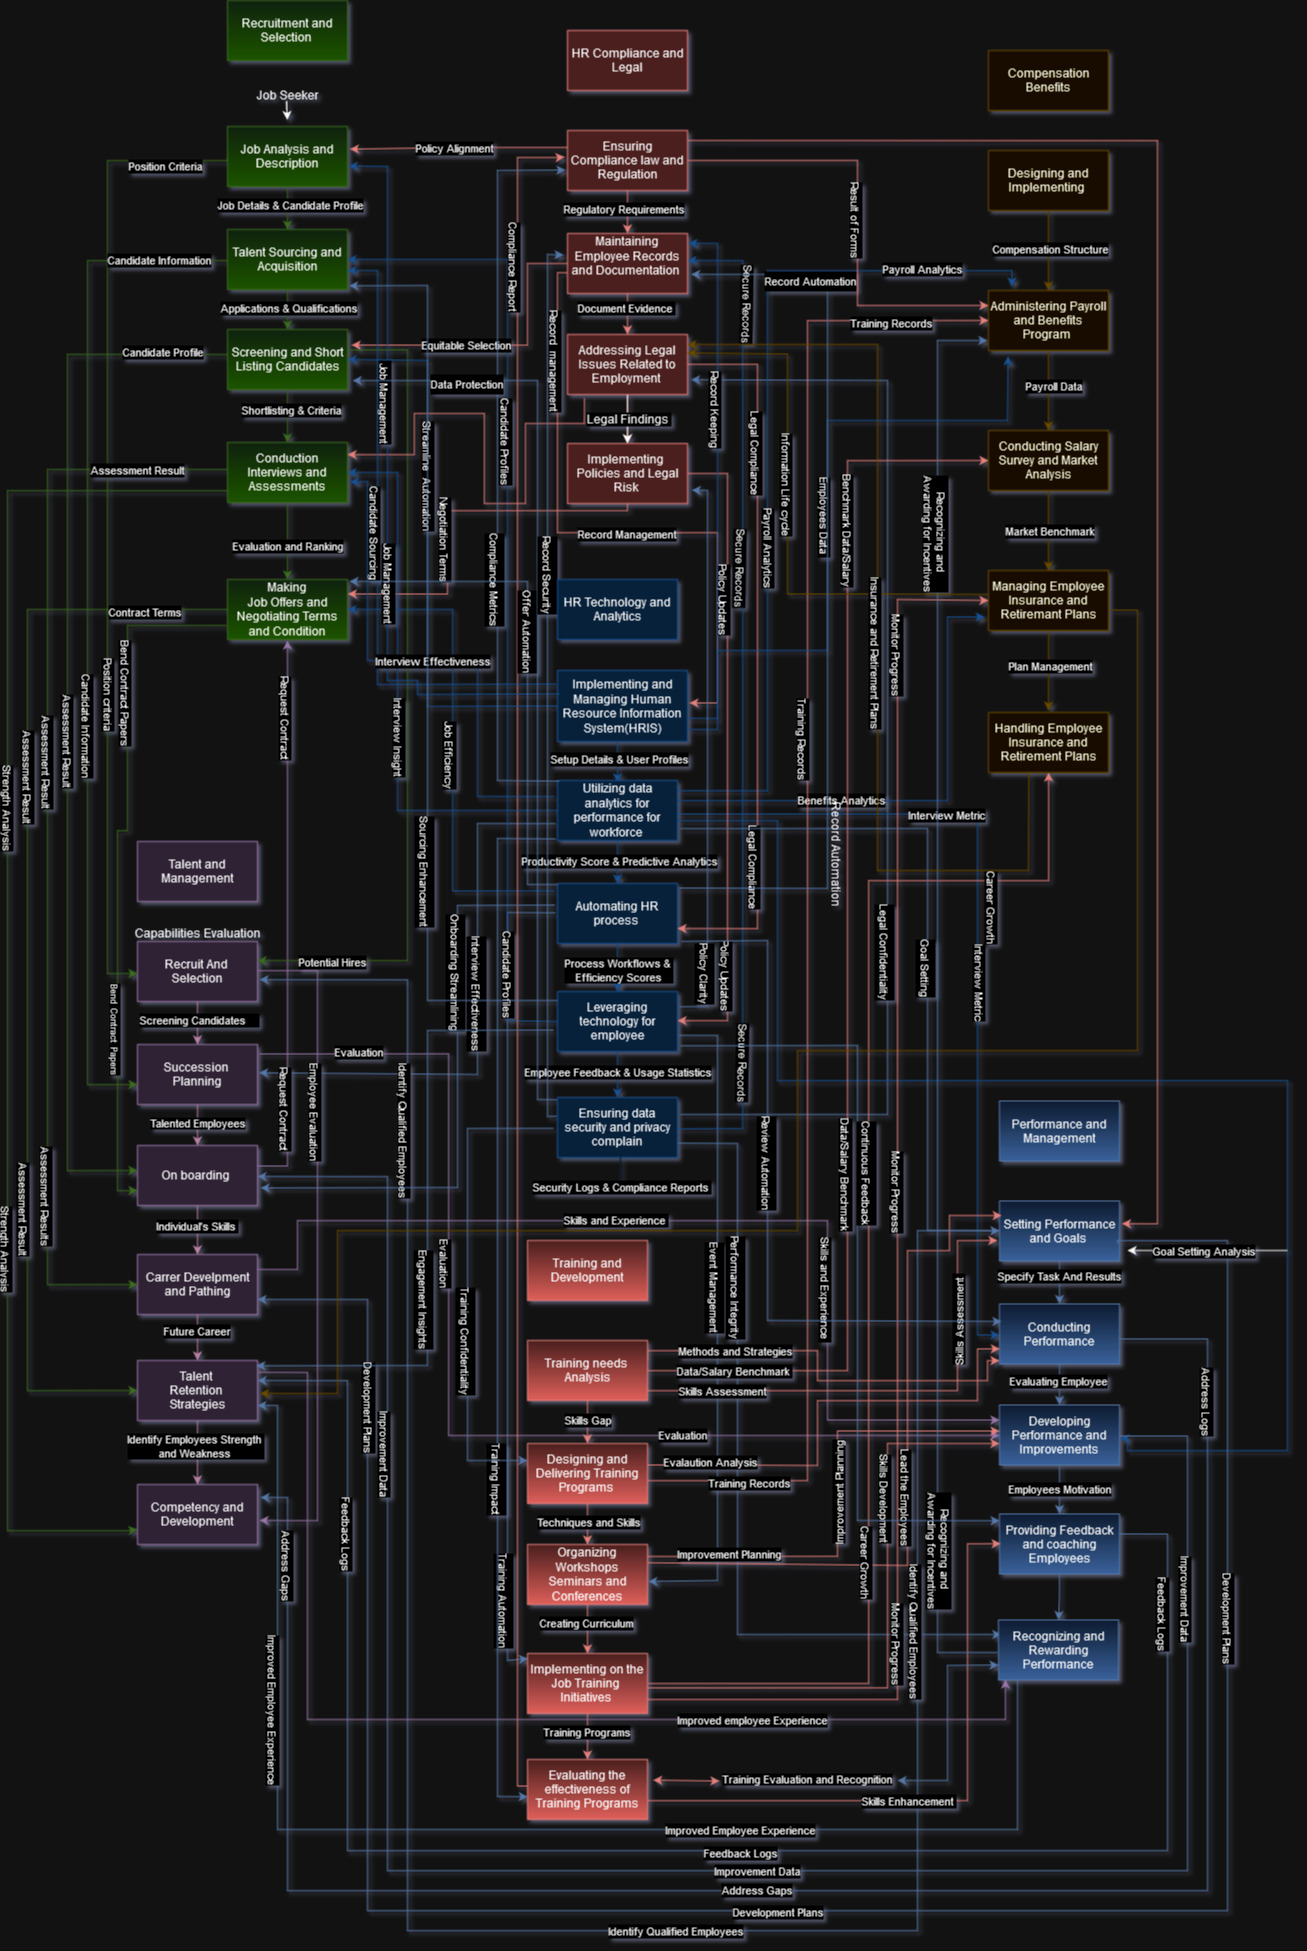 Recruitment and
Selection
HR Compliance and
Legal
Compensation
Benefits
Job Seeker
Job Analysis and
Description
Policy Alignment
Ensuring
Compliance law and
Regulation
Position Criteria
Designing and
Implementing
Job Details & Candidate Profile
Regulatory Requirements
Result of Forms
Talent Sourcing and
Acquisition
Candidate Information
Compliance Report
Maintaining
Employee Records
and Documentation
Compensation Structure
Payroll Analytics
Record Automation
Secure Records
Applications & Qualifications
Document Evidence
Administering Payroll
and Benefits
Program
Training Records
Candidate Profile
Screening and Short
Listing Candidates
Equitable Selection
Record management
Addressing Legal
Issues Related to
Employment
Data Protection
Job Management
Record Keeping
Payroll Data
Shortlisting & Criteria
Candidate Profiles
Legal Findings
Legal Compliance
Information Life cycle
Streamline Automation
Assessment Result
Conduction
Interviews and
Assessments
Implementing
Policies and Legal
Risk
Conducting Salary
Survey and Market
Analysis
Employees Data
Benchmark Data/Salary
Recognizing and
Awarding for Incentives
Candidate Sourcing
Negotiation Terms
Payroll Analytics
Evaluation and Ranking
Job Management
Compliance Metrics
Record Security
Record Management
Secure Records
Policy Updates
Market Benchmark
Contract Terms
Making
Job Offers and
Negotiating Terms
and Condition
Offer Automation
HR Technology and
Analytics
Insurance and Retirement Plans
Monitor Progress
Managing Employee
Insurance and
Retiremant Plans
Bend Contract Papers
Position criteria
Candidate Information
Assessment Result
Assessment Result
Assessment Result
Strength Analysis
Request Contract
Interview Effectiveness
Interview Insight
Job Efficiency
Implementing and
Managing Human
Resource Information
System(HRIS)
Plan Management
Training Records
Handling Employee
Insurance and
Retirement Plans
Setup Details & User Profiles
Utilizing data
analytics for
performance for
workforce
Benefits Analytics
Record Automation
Interview Metric
Sourcing Enhancement
Legal Compliance
Talent and
Management
Productivity Score & Predictive Analytics
Career Growth
Automating HR
process
Legal Confidentiality
Goal Setting
Interview Metric
Capabilities Evaluation
Recruit And
Selection
Potential Hires
Onboarding Streamlining
Interview Effectiveness
Candidate Profiles
Process Workflows &
Efficiency Scores
Policy Clarity
Policy Updates
Bend Contract Papers
Screening Candidates
Leveraging
technology for
employee
Secure Records
Succession
Planning
Evaluation
Request Contract
Employee Evaluation
Identify Qualified Employees
Employee Feedback & Usage Statistics
Talented Employees
Ensuring data
security and privacy
complain
Review Automation
Data/Salary Benchmark
Continuous Feedback
Monitor Progress
Performance and
Management
On boarding
Security Logs & Compliance Reports
Assessment Results
Assessment Result
Strength Analysis
Individual's Skills
Skills and Experience
Setting Performance
and Goals
Goal Setting Analysis
Carrer Develpment
and Pathing
Evaluation
Engagement Insights
Training Confidentiality
Training and
Development
Event Management
Performance Integrity
Skills and Experience
Specify Task And Results
Skills Assessment
Future Career
Conducting
Performance
Training needs
Analysis
Methods and Strategies
Data/Salary Benchmark
Skills Assessment
Talent
Retention
Strategies
Development Plans
Improvement Data
Evaluating Employee
Address Logs
Skills Gap
Evaluation
Developing
Performance and
Improvements
Identify Employees Strength
and Weakness
Designing and
Delivering Training
Programs
Evalaution Analysis
Training Records
Improvement Planning
Skills Development
Lead the Employees
Training Impact
Employees Motivation
Competency and
Development
Feedback Logs
Techniques and Skills
Recognizing and
Awarding for Incentives
Providing Feedback
and coaching
Employees
Address Gaps
Training Automation
Organizing
Workshops
Seminars and
Conferences
Improvement Planning
Career Growth
Identify Qualified Employees
Monitor Progress
Feedback Logs
Improvement Data
Development Plans
Creating Curriculum
Recognizing and
Rewarding
Performance
Improved Employee Experience
Implementing on the
Job Training
Initiatives
Improved employee Experience
Training Programs
Evaluating the
effectiveness of
Training Programs
Training Evaluation and Recognition
Skills Enhancement
Improved Employee Experience
Feedback Logs
Improvement Data
Address Gaps
Development Plans
Identify Qualified Employees